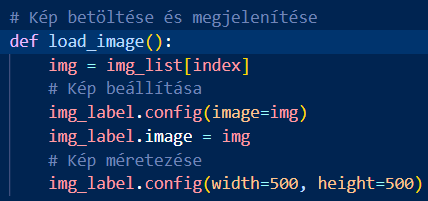 # Kép betöltése és megjelenítése
def load_image():
    img = img_list[index]
    # Kép beállítása
    img_label.config(image=img)
    img_label.image = img
    # Kép méretezése
    img_label.config(width=500, height=500)